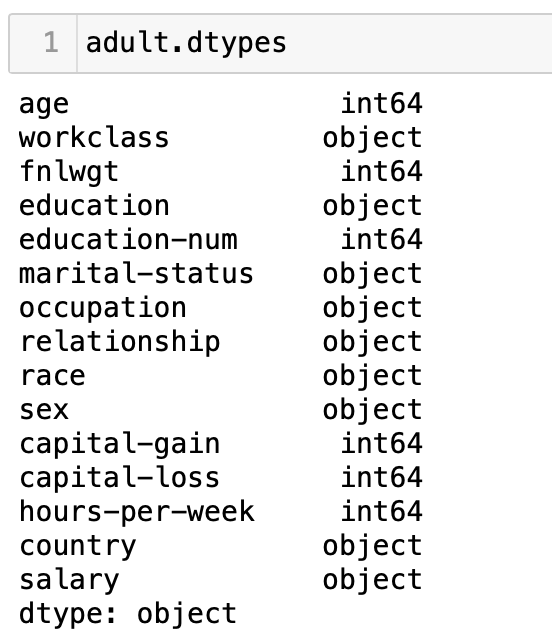 1 adult.dtypes
age int64
workclass object
fnlwgt int64
education object
education-num int64
marital-status object
occupation object
relationship object
race object
sex object
capital-gain int64
capital-loss int64
hours-per-week int64
country object
salary object
dtype: object